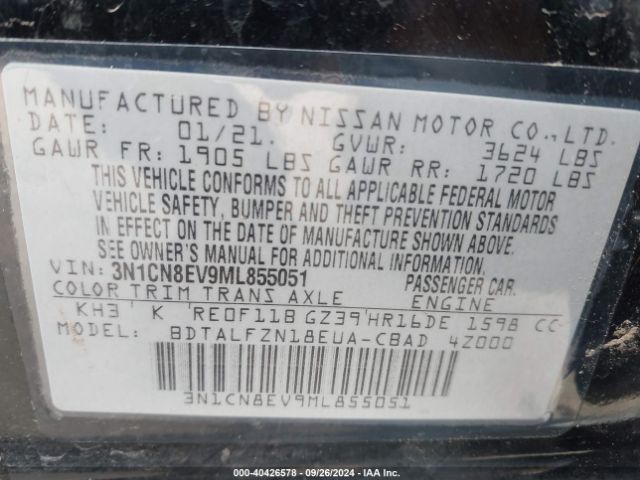 MANUFACTURED BY NISSAN MOTOR CO., LTD.
DATE: 01/21. GVWR: 3624 LBS
GAWR FR: 1905 LBS GAWR RR: 1720 LBS
THIS VEHICLE CONFORMS TO ALL APPLICABLE FEDERAL MOTOR
VEHICLE SAFETY, BUMPER AND THEFT PREVENTION STANDARDS
IN EFFECT ON THE DATE OF MANUFACTURE SHOWN ABOVE.
SEE OWNER'S MANUAL FOR ADDITIONAL INFORMATION.
VIN: 3N1CN8EV9ML855051 PASSENGER CAR.
COLOR TRIM TRANS AXLE ENGINE
KH3 K RE0F11B GZ39 HR16DE 1598 CC
MODEL: BDTALFZN18EUA-CBAD 4Z000
3N1CN8EV9ML855051
000-40426578 - 09/26/2024 - IAA Inc.